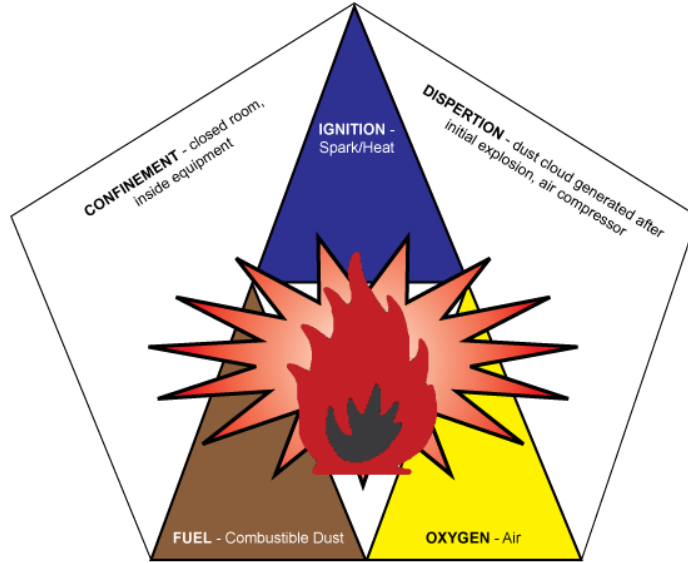 IGNITION -
Spark/Heat
CONFINEMENT - closed room,
inside equipment
DISPERTION - dust cloud generated after
initial explosion, air compressor
FUEL - Combustible Dust
OXYGEN - Air